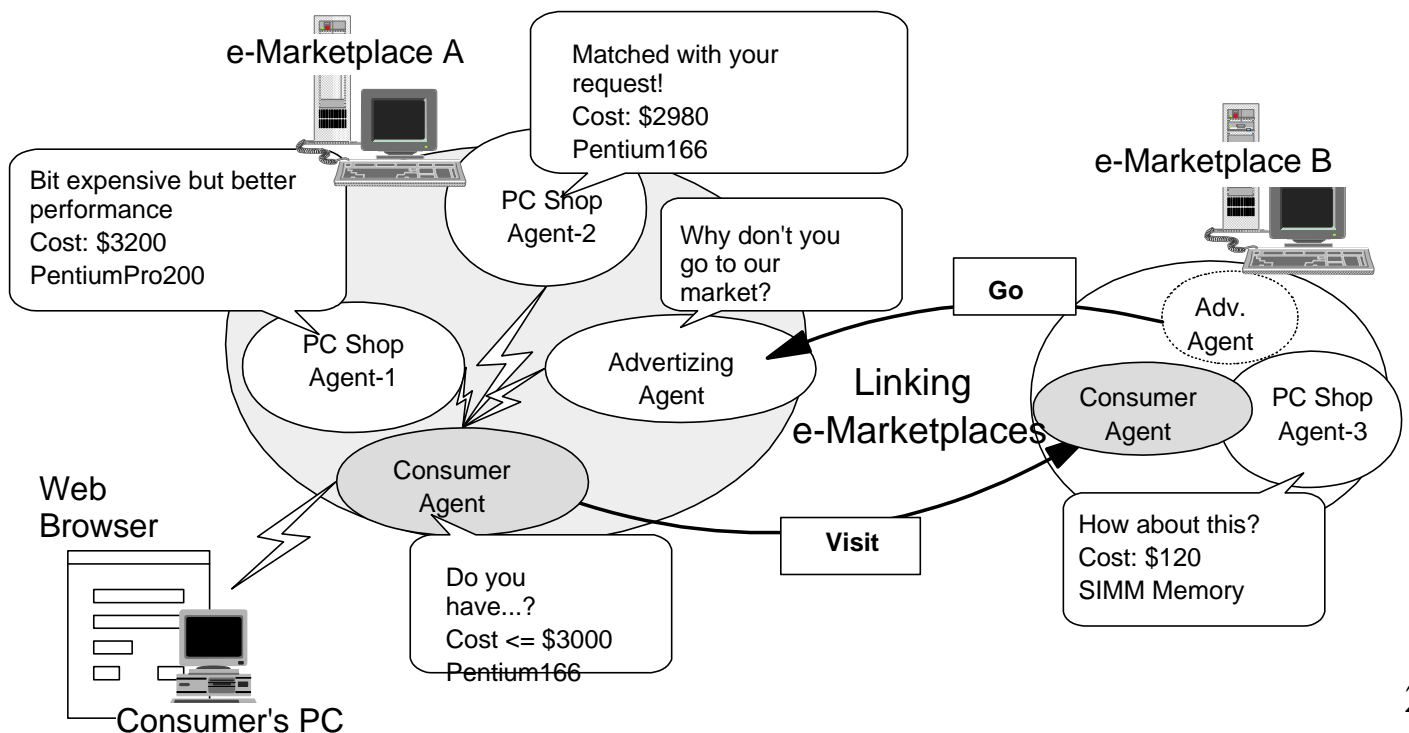 e-Marketplace A
Matched with your
request!
Cost: $2980
Pentium166
e-Marketplace B
Bit expensive but better
performance
Cost: $3200
PentiumPro200
PC Shop
Agent-2
Why don't you
go to our
market?
Go
Adv.
Agent
PC Shop
Agent-1
Advertizing
Agent
Linking
e-Marketplaces
Consumer
Agent
PC Shop
Agent-3
Consumer
Agent
Web
Browser
Visit
How about this?
Cost: $120
SIMM Memory
Do you
have...?
Cost <= $3000
Pentium166
Consumer's PC